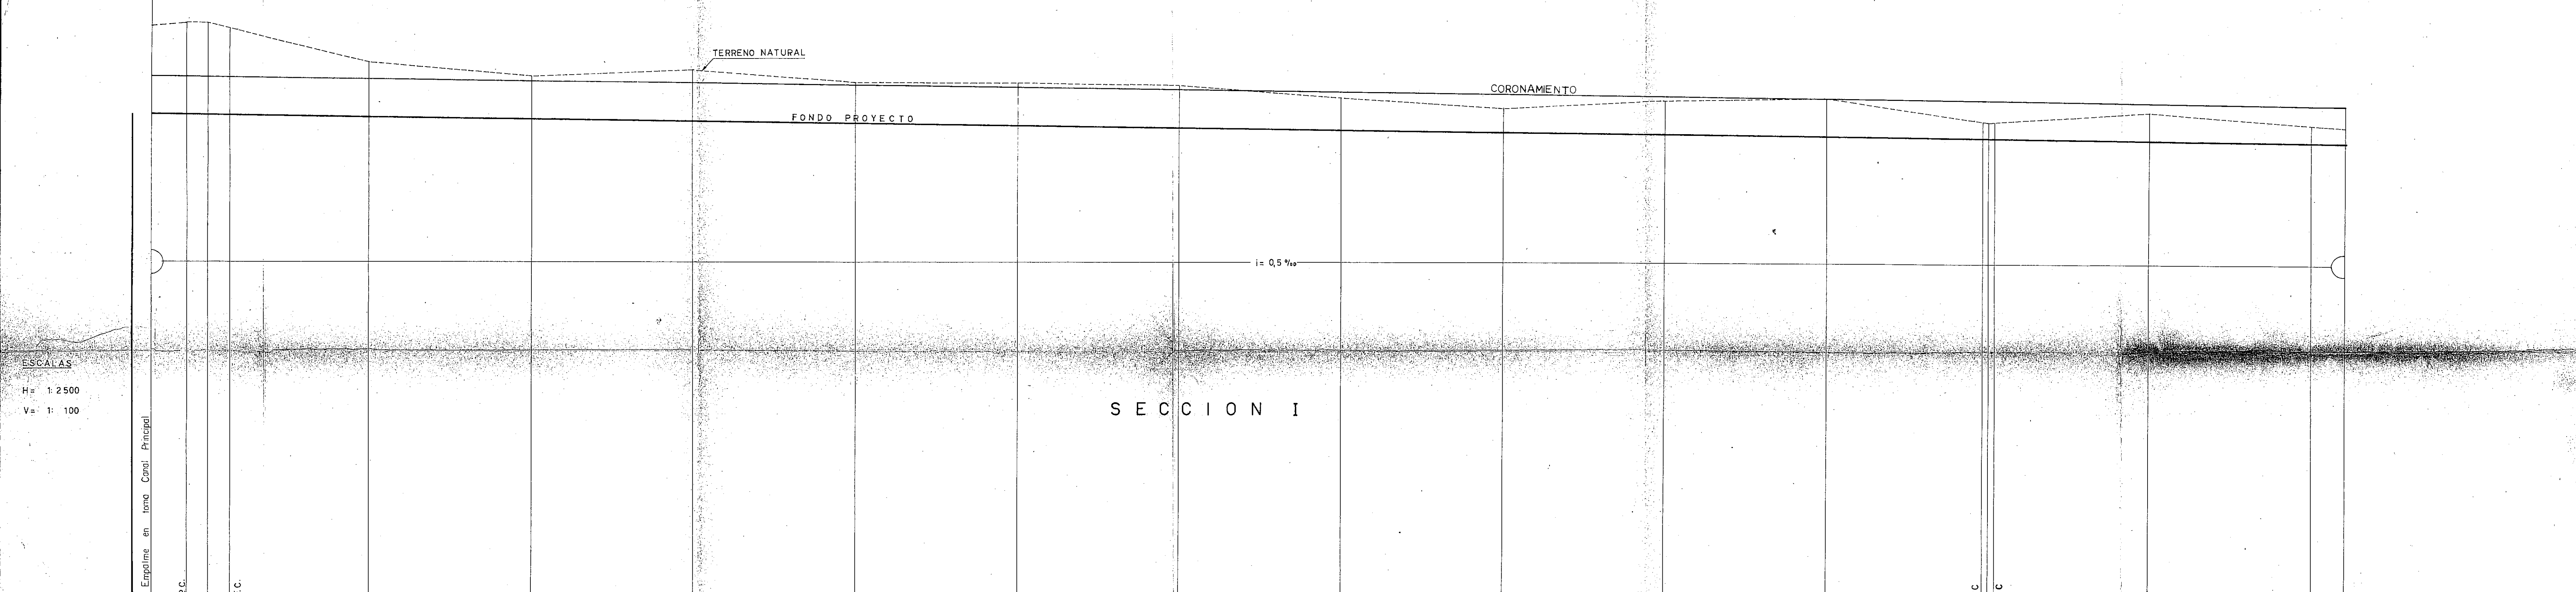 TERRENO NATURAL
CORONAMIENTO
FONDO PROYECTO
i= 0,5 ‰
ESCALAS
H= 1: 2500
V= 1: 100
SECCION I
Empalme en toma Canal Principal
C.
C.
C
C